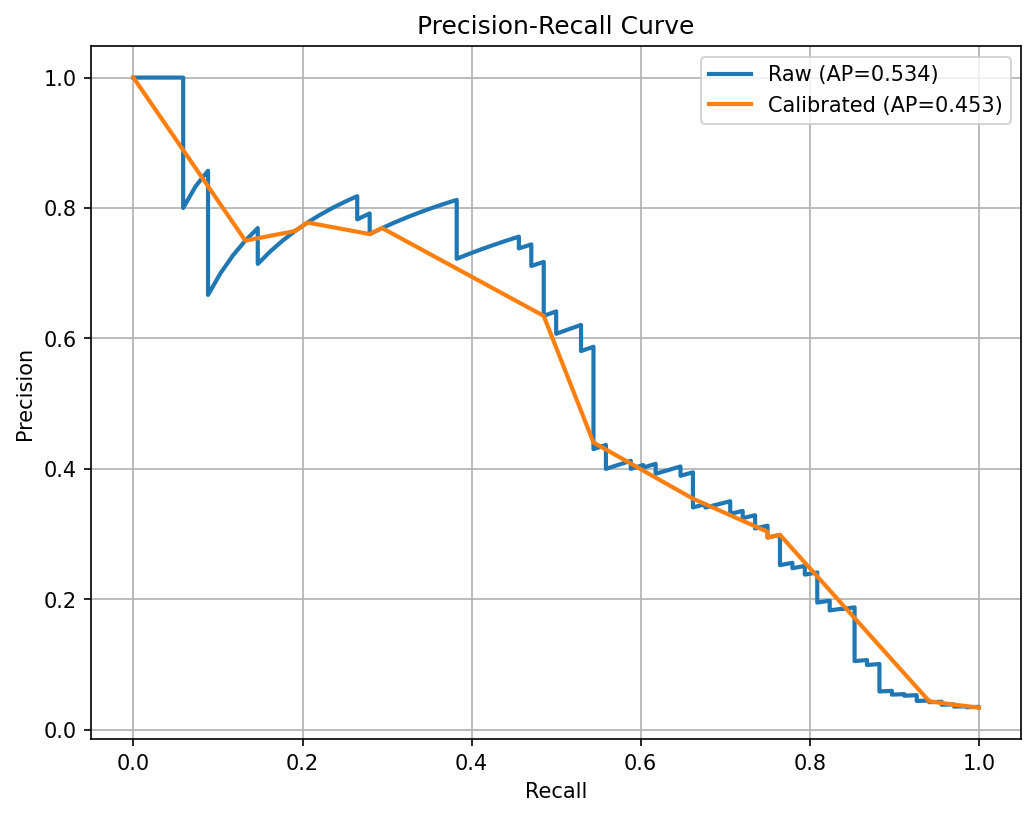 Precision-Recall Curve
Raw (AP=0.534)
Calibrated (AP=0.453)
Precision
1.0
0.8
0.6
0.4
0.2
0.0
0.0 0.2 0.4 0.6 0.8 1.0
Recall